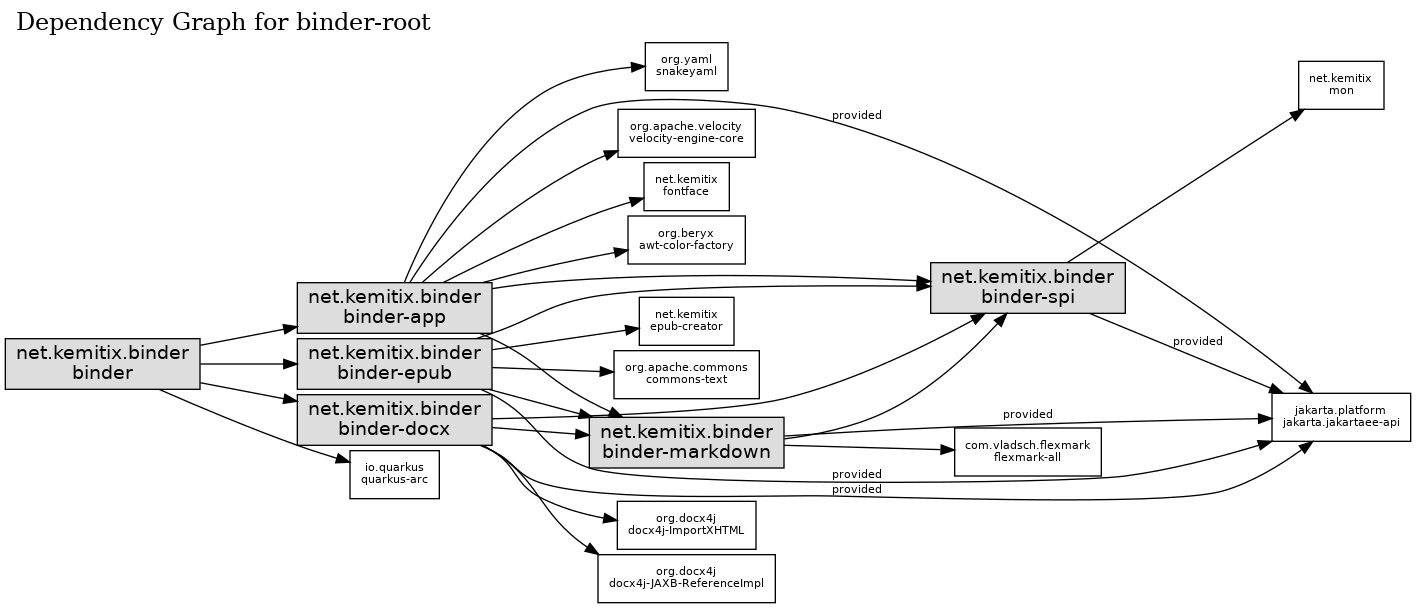 Dependency Graph for binder-root
org.yaml
snakeyaml
net.kemitix
mon
provided
org.apache.velocity
velocity-engine-core
net.kemitix
fontface
org.beryx
awt-color-factory
net.kemitix.binder
binder-spi
net.kemitix.binder
binder-app
net.kemitix
epub-creator
provided
net.kemitix.binder
binder
net.kemitix.binder
binder-epub
org.apache.commons
commons-text
net.kemitix.binder
binder-docx
provided
jakarta.platform
jakarta.jakartaee-api
net.kemitix.binder
binder-markdown
com.vladsch.flexmark
flexmark-all
io.quarkus
quarkus-arc
provided
provided
org.docx4j
docx4j-ImportXHTML
org.docx4j
docx4j-JAXB-ReferenceImpl